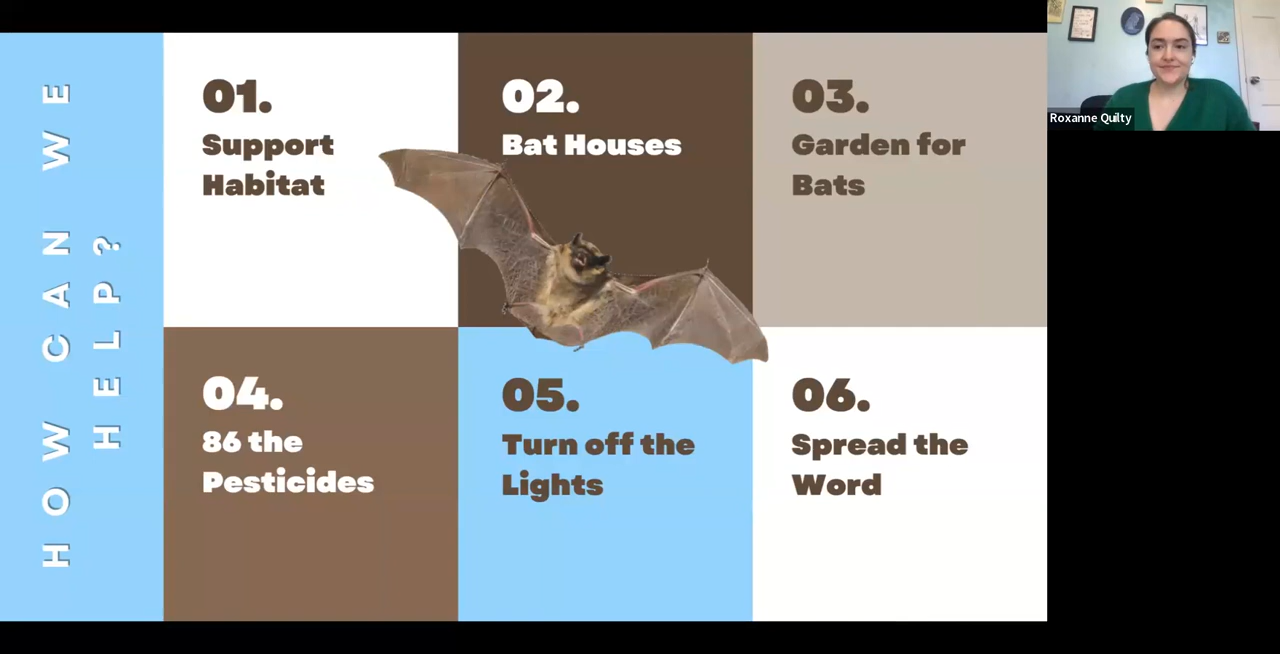 HOW CAN WE
HELP?
01.
Support
Habitat
02.
Bat Houses
03.
Garden for
Bats
04.
86 the
Pesticides
05.
Turn off the
Lights
06.
Spread the
Word
Roxanne Quilty